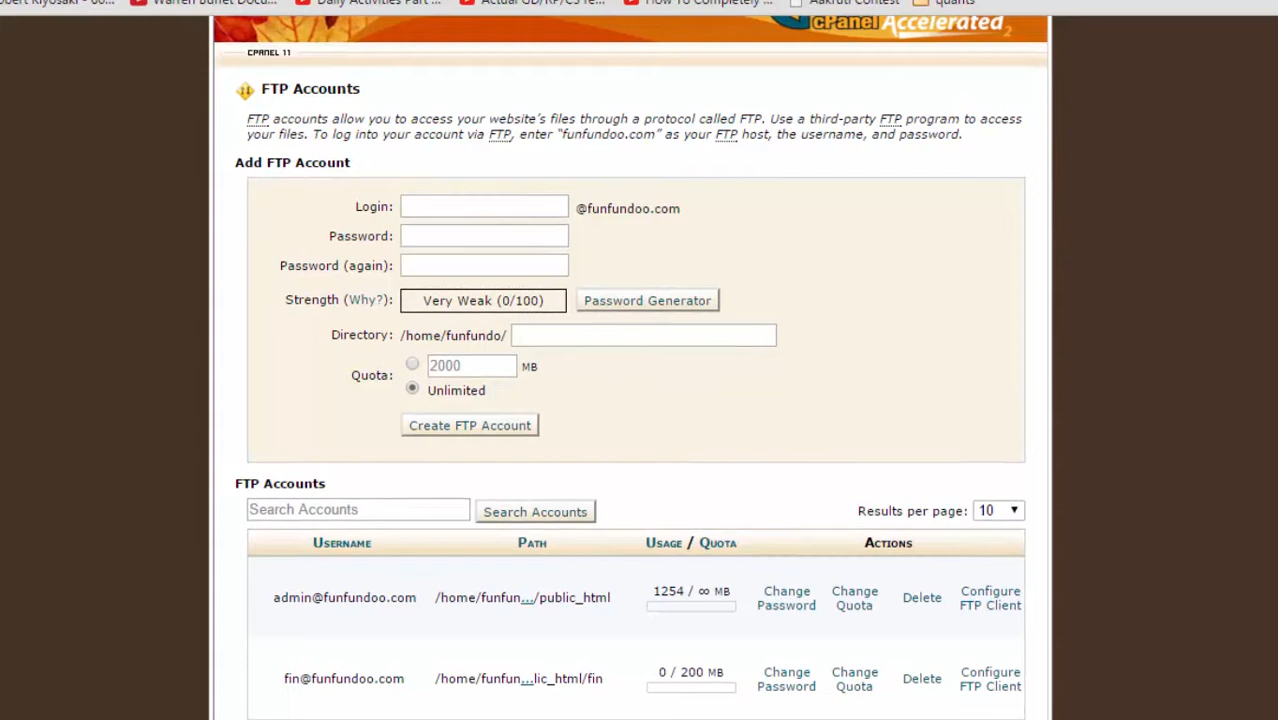 obert Kiyosaki - 60... Warren Buffet Doc... Daily Activities Part ... Actual GD/RP/CS re... How To Completely ... Aakruti Contest quants
cPanel Accelerated2
CPANEL 11
FTP Accounts
FTP accounts allow you to access your website's files through a protocol called FTP. Use a third-party FTP program to access
your files. To log into your account via FTP, enter "funfundoo.com" as your FTP host, the username, and password.
Add FTP Account
Login: @funfundoo.com
Password:
Password (again):
Strength (Why?): Very Weak (0/100) Password Generator
Directory: /home/funfundo/
Quota: 2000 MB
Unlimited
Create FTP Account
FTP Accounts
Search Accounts Search Accounts Results per page: 10
Username Path Usage / Quota Actions
admin@funfundoo.com /home/funfun.../public_html 1254 / ∞ MB Change Password Change Quota Delete Configure FTP Client
fin@funfundoo.com /home/funfun...lic_html/fin 0 / 200 MB Change Password Change Quota Delete Configure FTP Client